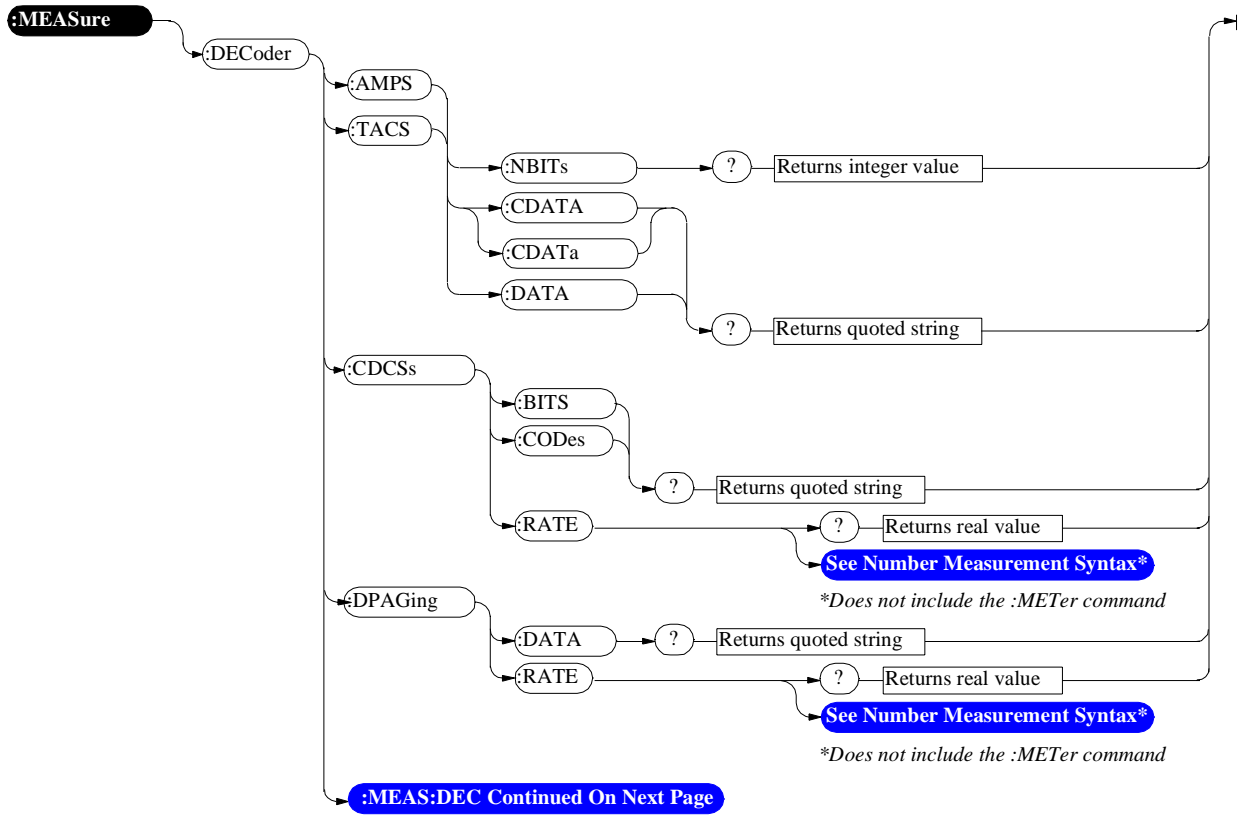 :MEASure
:DECoder
:AMPS
:TACS
:NBITs ? Returns integer value
:CDATA
:CDATa
:DATA
? Returns quoted string
:CDCSs
:BITS
:CODes
? Returns quoted string
:RATE ? Returns real value
See Number Measurement Syntax*
*Does not include the :METer command
:DPAGing
:DATA ? Returns quoted string
:RATE ? Returns real value
See Number Measurement Syntax*
*Does not include the :METer command
:MEAS:DEC Continued On Next Page